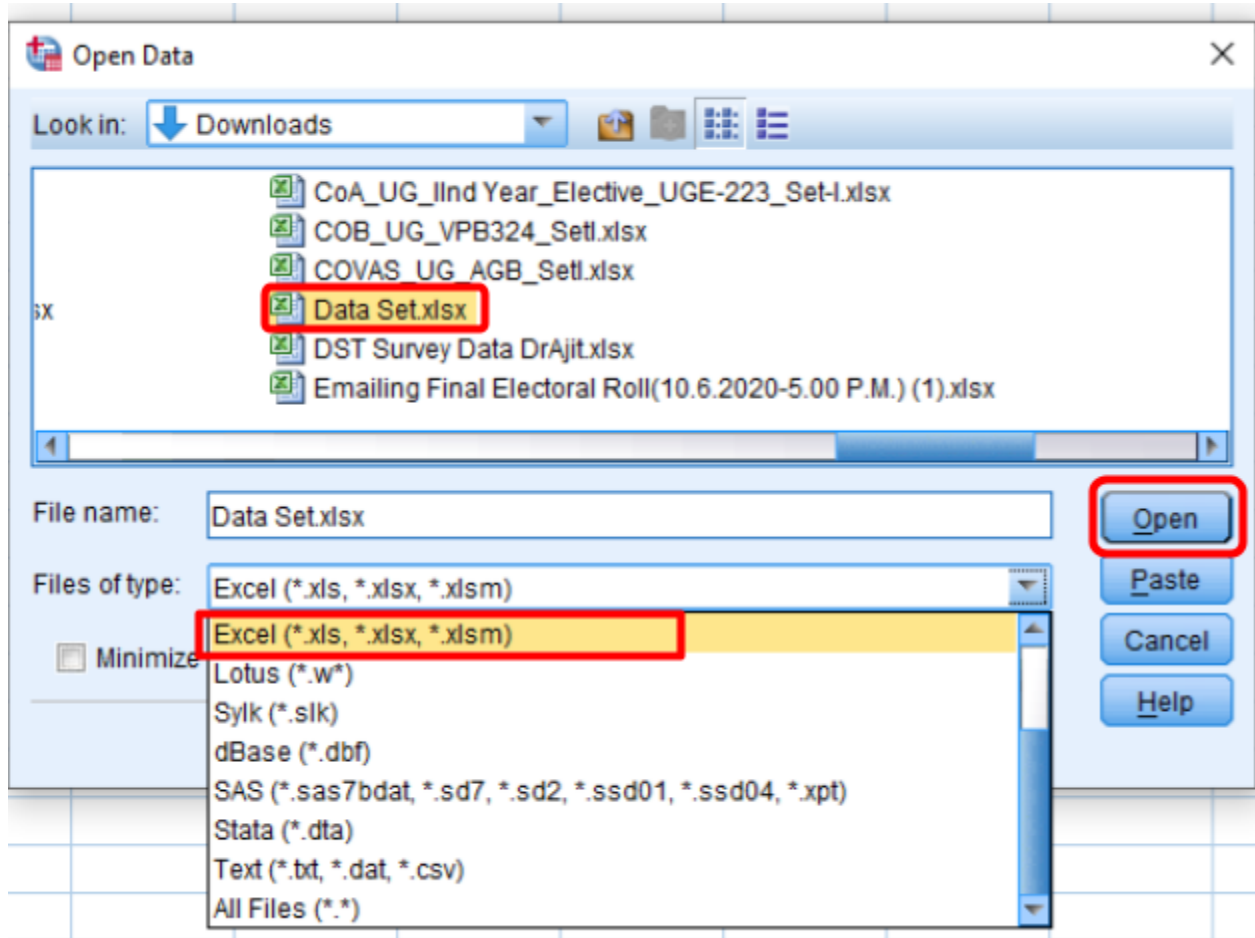 Open Data
Look in: Downloads
CoA_UG_IInd Year_Elective_UGE-223_Set-I.xlsx
COB_UG_VPB324_SetI.xlsx
COVAS_UG_AGB_SetI.xlsx
sx
Data Set.xlsx
DST Survey Data DrAjit.xlsx
Emailing Final Electoral Roll(10.6.2020-5.00 P.M.) (1).xlsx
File name: Data Set.xlsx
Open
Files of type: Excel (*.xls, *.xlsx, *.xlsm)
Paste
Excel (*.xls, *.xlsx, *.xlsm)
Minimize
Cancel
Lotus (*.w*)
Sylk (*.slk)
Help
dBase (*.dbf)
SAS (*.sas7bdat, *.sd7, *.sd2, *.ssd01, *.ssd04, *.xpt)
Stata (*.dta)
Text (*.txt, *.dat, *.csv)
All Files (*.*)